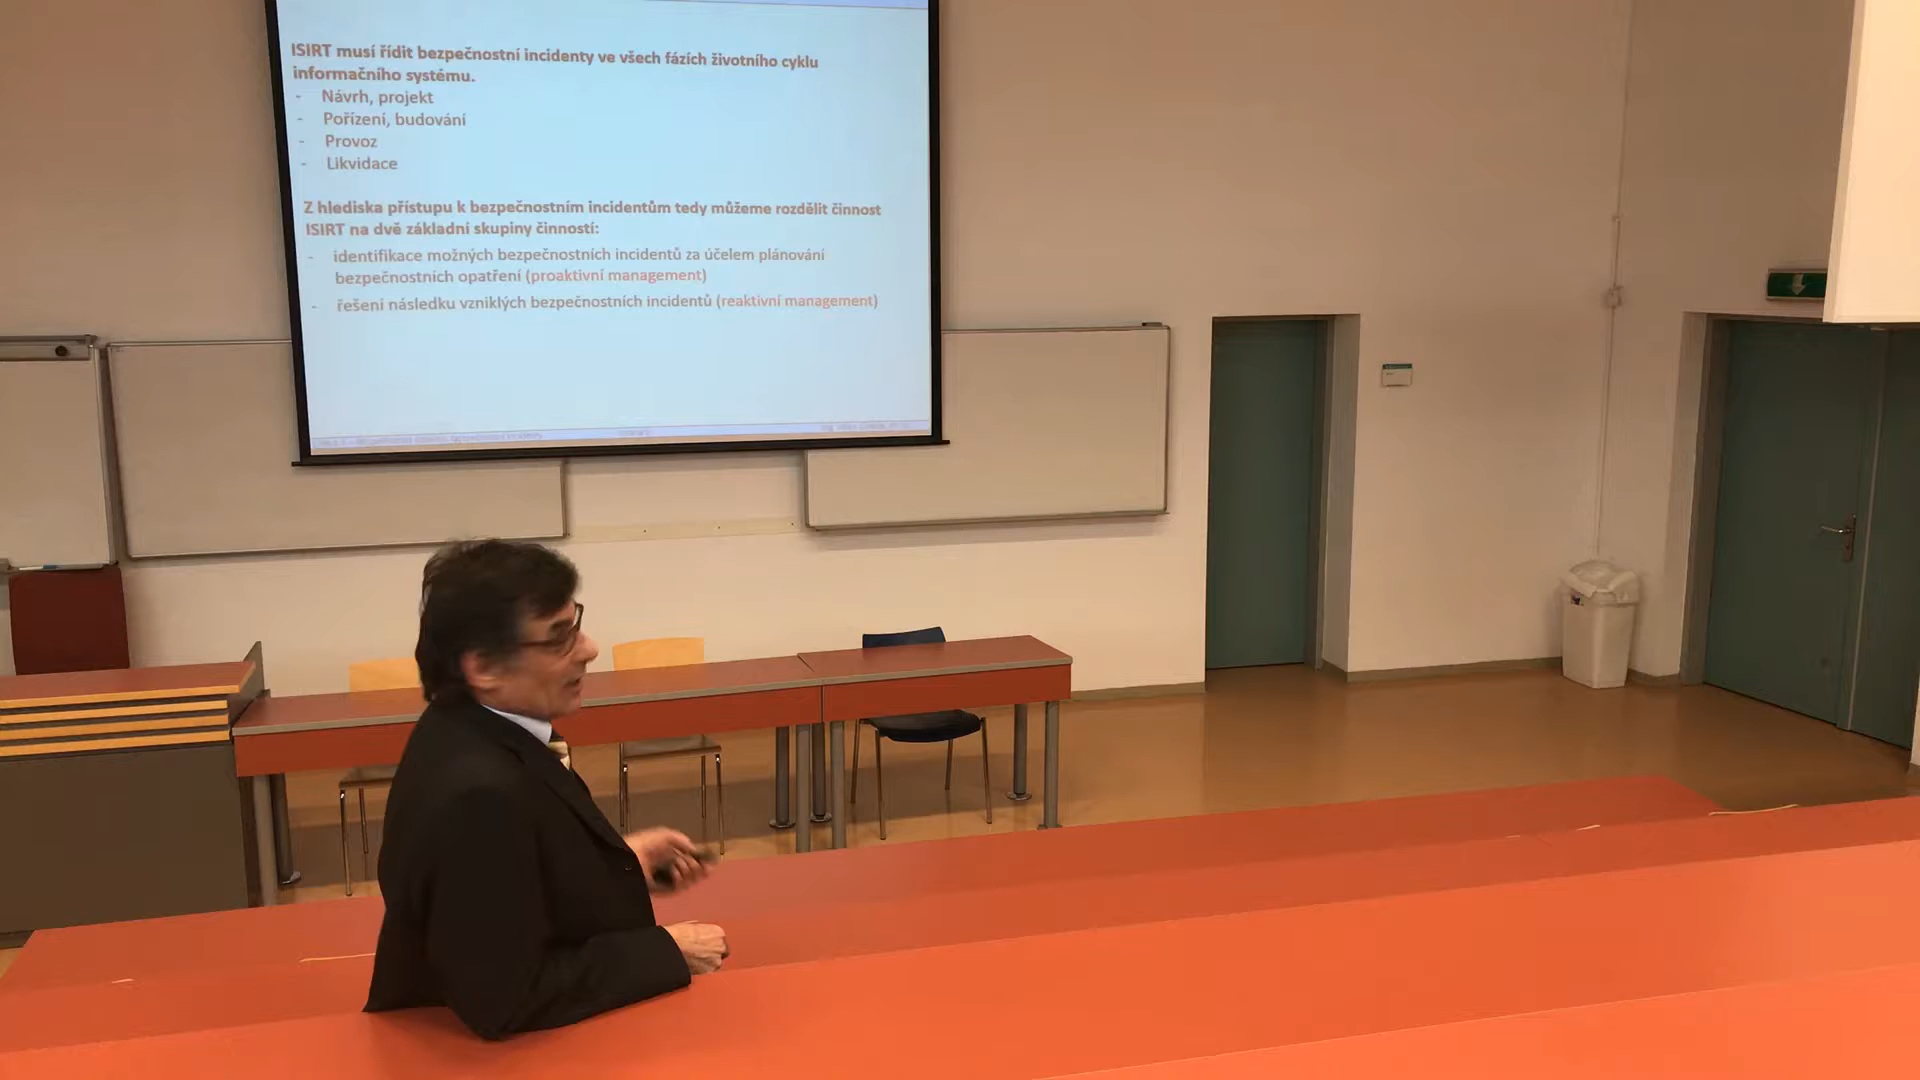 ISIRT musí řídit bezpečnostní incidenty ve všech fázích životního cyklu
informačního systému.
- Návrh, projekt
- Pořízení, budování
- Provoz
- Likvidace
Z hlediska přístupu k bezpečnostním incidentům tedy můžeme rozdělit činnost
ISIRT na dvě základní skupiny činností:
- identifikace možných bezpečnostních incidentů za účelem plánování
bezpečnostních opatření (proaktivní management)
- řešení následku vzniklých bezpečnostních incidentů (reaktivní management)